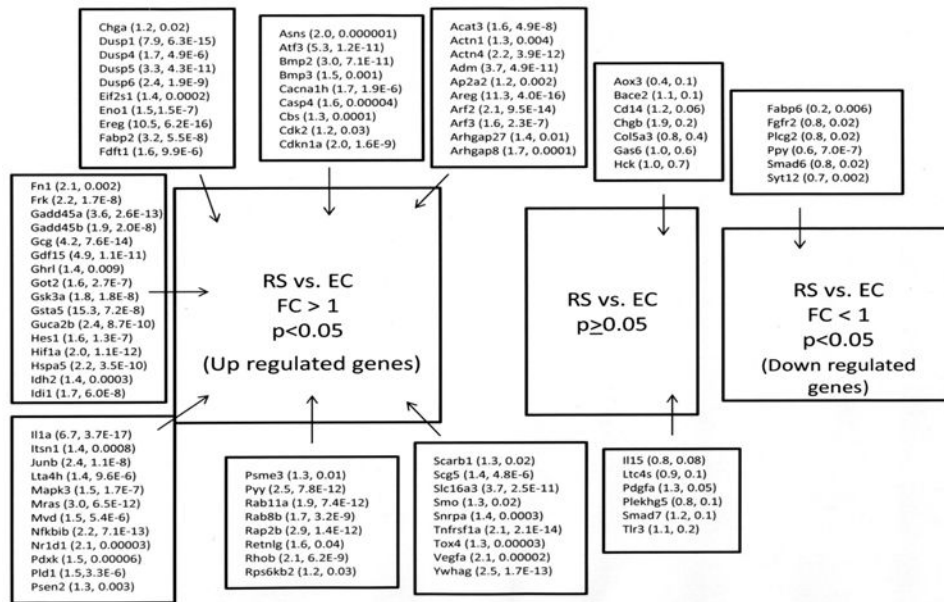 Chga (1.2, 0.02)
Dusp1 (7.9, 6.3E-15)
Dusp4 (1.7, 4.9E-6)
Dusp5 (3.3, 4.3E-11)
Dusp6 (2.4, 1.9E-9)
Eif2s1 (1.4, 0.0002)
Eno1 (1.5,1.5E-7)
Ereg (10.5, 6.2E-16)
Fabp2 (3.2, 5.5E-8)
Fdft1 (1.6, 9.9E-6)
Asns (2.0, 0.000001)
Atf3 (5.3, 1.2E-11)
Bmp2 (3.0, 7.1E-11)
Bmp3 (1.5, 0.001)
Cacna1h (1.7, 1.9E-6)
Casp4 (1.6, 0.00004)
Cbs (1.3, 0.0001)
Cdk2 (1.2, 0.03)
Cdkn1a (2.0, 1.6E-9)
Acat3 (1.6, 4.9E-8)
Actn1 (1.3, 0.004)
Actn4 (2.2, 3.9E-12)
Adm (3.7, 4.9E-11)
Ap2a2 (1.2, 0.002)
Areg (11.3, 4.0E-16)
Arf2 (2.1, 9.5E-14)
Arf3 (1.6, 2.3E-7)
Arhgap27 (1.4, 0.01)
Arhgap8 (1.7, 0.0001)
Aox3 (0.4, 0.1)
Bace2 (1.1, 0.1)
Cd14 (1.2, 0.06)
Chgb (1.9, 0.2)
Col5a3 (0.8, 0.4)
Gas6 (1.0, 0.6)
Hck (1.0, 0.7)
Fabp6 (0.2, 0.006)
Fgfr2 (0.8, 0.02)
Plcg2 (0.8, 0.02)
Ppy (0.6, 7.0E-7)
Smad6 (0.8, 0.02)
Syt12 (0.7, 0.002)
Fn1 (2.1, 0.002)
Frk (2.2, 1.7E-8)
Gadd45a (3.6, 2.6E-13)
Gadd45b (1.9, 2.0E-8)
Gcg (4.2, 7.6E-14)
Gdf15 (4.9, 1.1E-11)
Ghrl (1.4, 0.009)
Got2 (1.6, 2.7E-7)
Gsk3a (1.8, 1.8E-8)
Gsta5 (15.3, 7.2E-8)
Guca2b (2.4, 8.7E-10)
Hes1 (1.6, 1.3E-7)
Hif1a (2.0, 1.1E-12)
Hspa5 (2.2, 3.5E-10)
Idh2 (1.4, 0.0003)
Idi1 (1.7, 6.0E-8)
RS vs. EC
FC > 1
p<0.05
(Up regulated genes)
RS vs. EC
p≥0.05
RS vs. EC
FC < 1
p<0.05
(Down regulated
genes)
Il1a (6.7, 3.7E-17)
Itsn1 (1.4, 0.0008)
Junb (2.4, 1.1E-8)
Lta4h (1.4, 9.6E-6)
Mapk3 (1.5, 1.7E-7)
Mras (3.0, 6.5E-12)
Mvd (1.5, 5.4E-6)
Nfkbib (2.2, 7.1E-13)
Nr1d1 (2.1, 0.00003)
Pdxk (1.5, 0.00006)
Pld1 (1.5,3.3E-6)
Psen2 (1.3, 0.003)
Psme3 (1.3, 0.01)
Pyy (2.5, 7.8E-12)
Rab11a (1.9, 7.4E-12)
Rab8b (1.7, 3.2E-9)
Rap2b (2.9, 1.4E-12)
Retnlg (1.6, 0.04)
Rhob (2.1, 6.2E-9)
Rps6kb2 (1.2, 0.03)
Scarb1 (1.3, 0.02)
Scg5 (1.4, 4.8E-6)
Slc16a3 (3.7, 2.5E-11)
Smo (1.3, 0.02)
Snrpa (1.4, 0.0003)
Tnfrsf1a (2.1, 2.1E-14)
Tox4 (1.3, 0.00003)
Vegfa (2.1, 0.00002)
Ywhag (2.5, 1.7E-13)
Il15 (0.8, 0.08)
Ltc4s (0.9, 0.1)
Pdgfa (1.3, 0.05)
Plekhg5 (0.8, 0.1)
Smad7 (1.2, 0.1)
Tlr3 (1.1, 0.2)